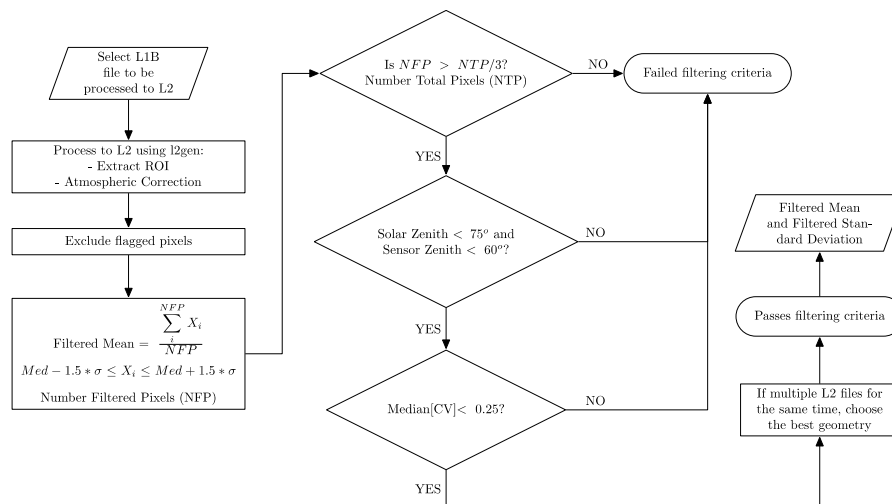 Select L1B
file to be
processed to L2
Process to L2 using l2gen:
- Extract ROI
- Atmospheric Correction
Exclude flagged pixels
Filtered Mean = \frac{\sum_{i}^{NFP} X_i}{NFP}
Med − 1.5 * σ ≤ X_i ≤ Med + 1.5 * σ
Number Filtered Pixels (NFP)
Is NFP > NTP/3?
Number Total Pixels (NTP)
NO
Failed filtering criteria
YES
Solar Zenith < 75° and
Sensor Zenith < 60°?
NO
YES
Median[CV]< 0.25?
NO
YES
If multiple L2 files for
the same time, choose
the best geometry
Passes filtering criteria
Filtered Mean
and Filtered Stan-
dard Deviation